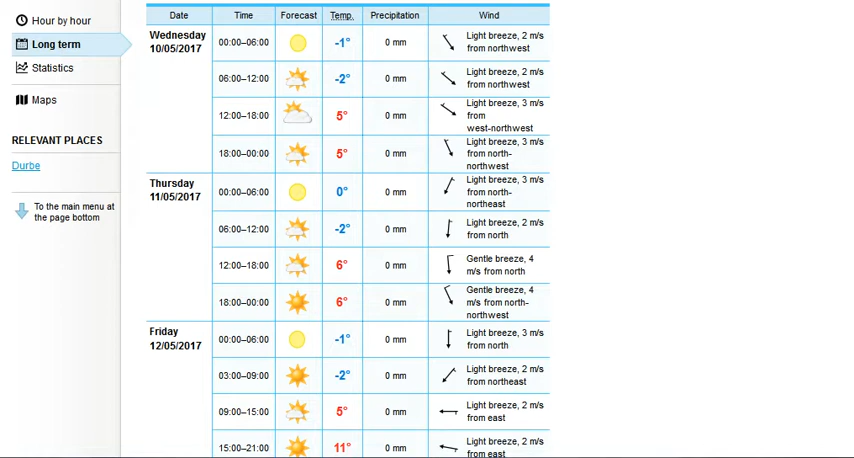 Hour by hour
Long term
Statistics
Maps
RELEVANT PLACES
Durbe
To the main menu at
the page bottom
Date Time Forecast Temp. Precipitation Wind
Wednesday
10/05/2017
00:00–06:00 -1° 0 mm Light breeze, 2 m/s
from northwest
06:00–12:00 -2° 0 mm Light breeze, 2 m/s
from northwest
12:00–18:00 5° 0 mm Light breeze, 3 m/s
from
west-northwest
18:00–00:00 5° 0 mm Light breeze, 3 m/s
from north-
northwest
Thursday
11/05/2017
00:00–06:00 0° 0 mm Light breeze, 3 m/s
from north-
northeast
06:00–12:00 -2° 0 mm Light breeze, 2 m/s
from north
12:00–18:00 6° 0 mm Gentle breeze, 4
m/s from north
18:00–00:00 6° 0 mm Gentle breeze, 4
m/s from north-
northwest
Friday
12/05/2017
00:00–06:00 -1° 0 mm Light breeze, 3 m/s
from north
03:00–09:00 -2° 0 mm Light breeze, 2 m/s
from northeast
09:00–15:00 5° 0 mm Light breeze, 2 m/s
from east
15:00–21:00 11° 0 mm Light breeze, 2 m/s
from east